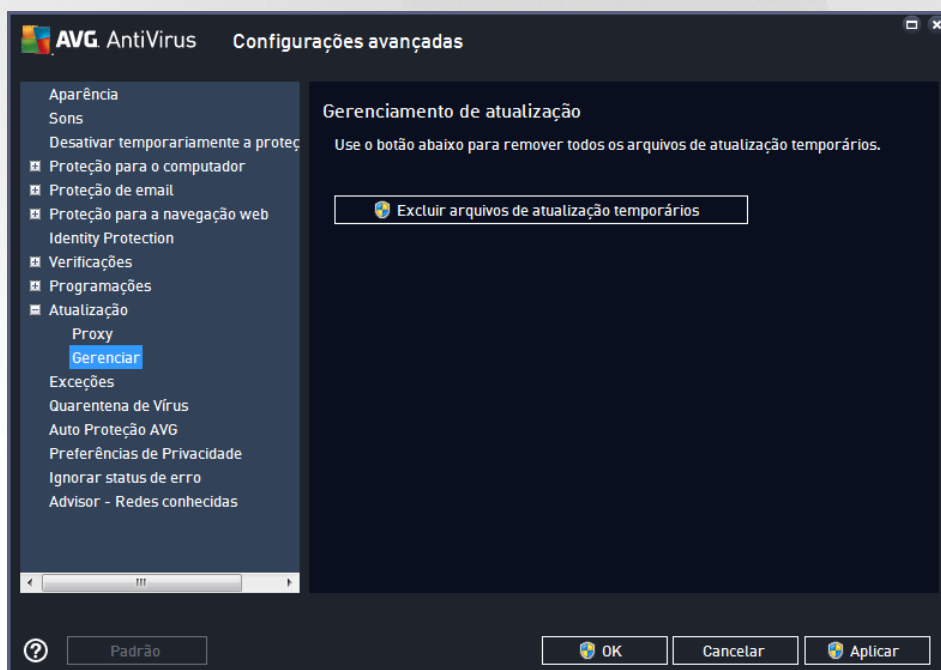 AVG AntiVirus Configurações avançadas
Aparência
Sons
Desativar temporariamente a proteç
Proteção para o computador
Proteção de email
Proteção para a navegação web
Identity Protection
Verificações
Programações
Atualização
Proxy
Gerenciar
Exceções
Quarentena de Vírus
Auto Proteção AVG
Preferências de Privacidade
Ignorar status de erro
Advisor - Redes conhecidas
Gerenciamento de atualização
Use o botão abaixo para remover todos os arquivos de atualização temporários.
Excluir arquivos de atualização temporários
? Padrão OK Cancelar Aplicar